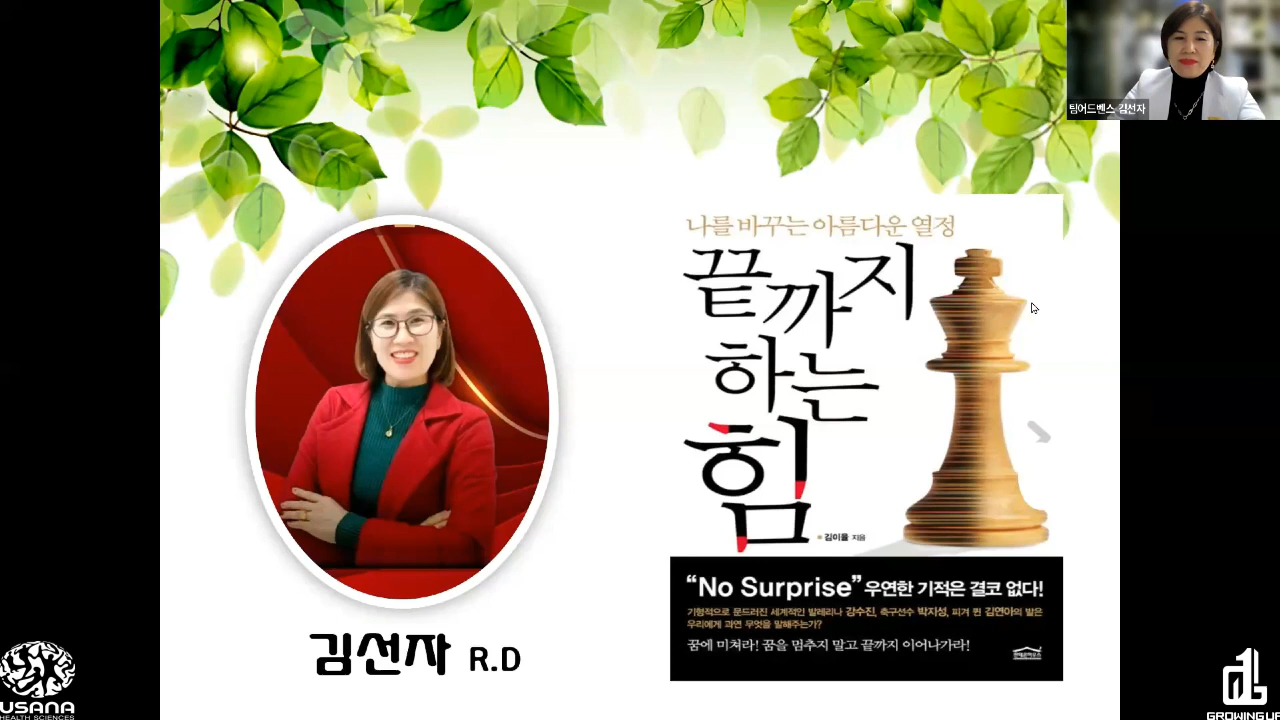 팀어드벤스-김선자
나를 바꾸는 아름다운 열정
끝까지
하는
힘
김이율 지음
“No Surprise” 우연한 기적은 결코 없다!
기형적으로 문드러진 세계적인 발레리나 강수진, 축구선수 박지성, 피겨 퀸 김연아의 발은
우리에게 과연 무엇을 말해주는가?
꿈에 미쳐라! 꿈을 멈추지 말고 끝까지 이어나가라!
김선자 R.D
USANA
HEALTH SCIENCES
GROWING UP